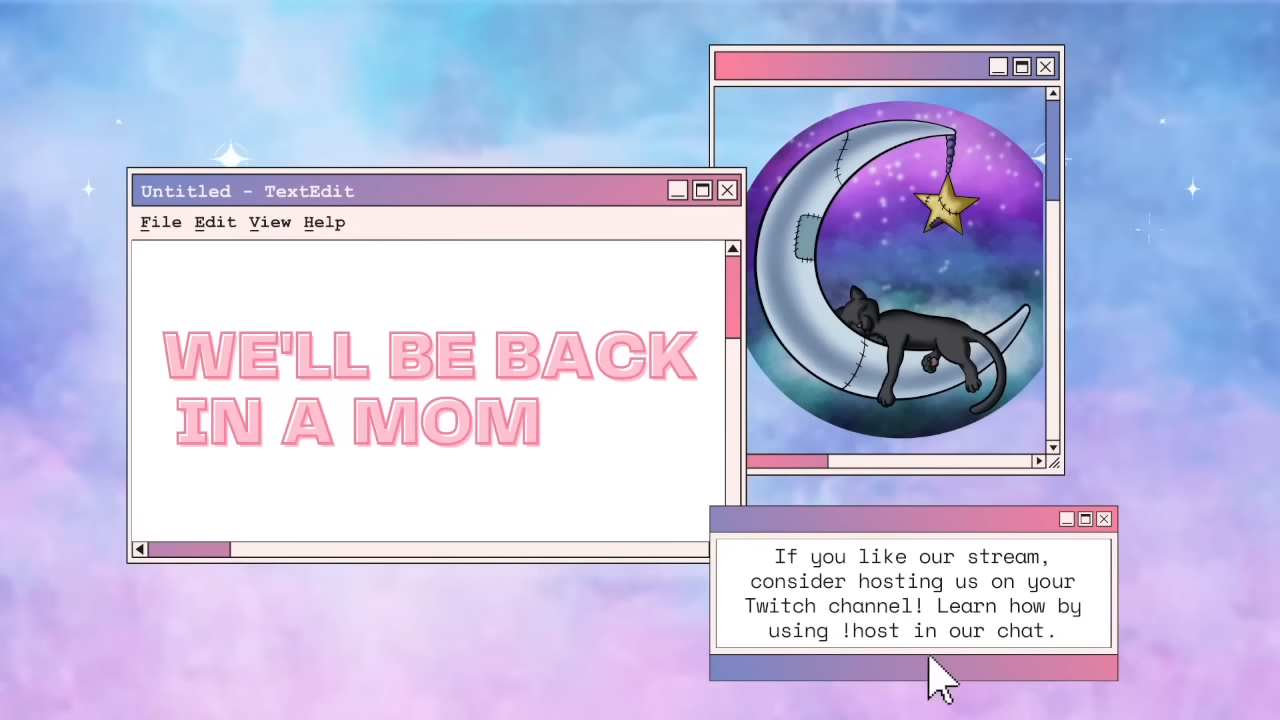 Untitled - TextEdit
File Edit View Help
WE'LL BE BACK
IN A MOM
If you like our stream,
consider hosting us on your
Twitch channel! Learn how by
using !host in our chat.